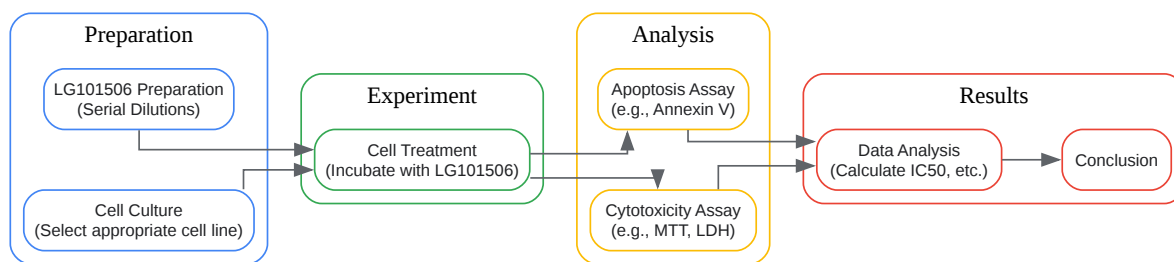 Preparation
LG101506 Preparation
(Serial Dilutions)
Cell Culture
(Select appropriate cell line)
Experiment
Cell Treatment
(Incubate with LG101506)
Analysis
Apoptosis Assay
(e.g., Annexin V)
Cytotoxicity Assay
(e.g., MTT, LDH)
Results
Data Analysis
(Calculate IC50, etc.)
Conclusion